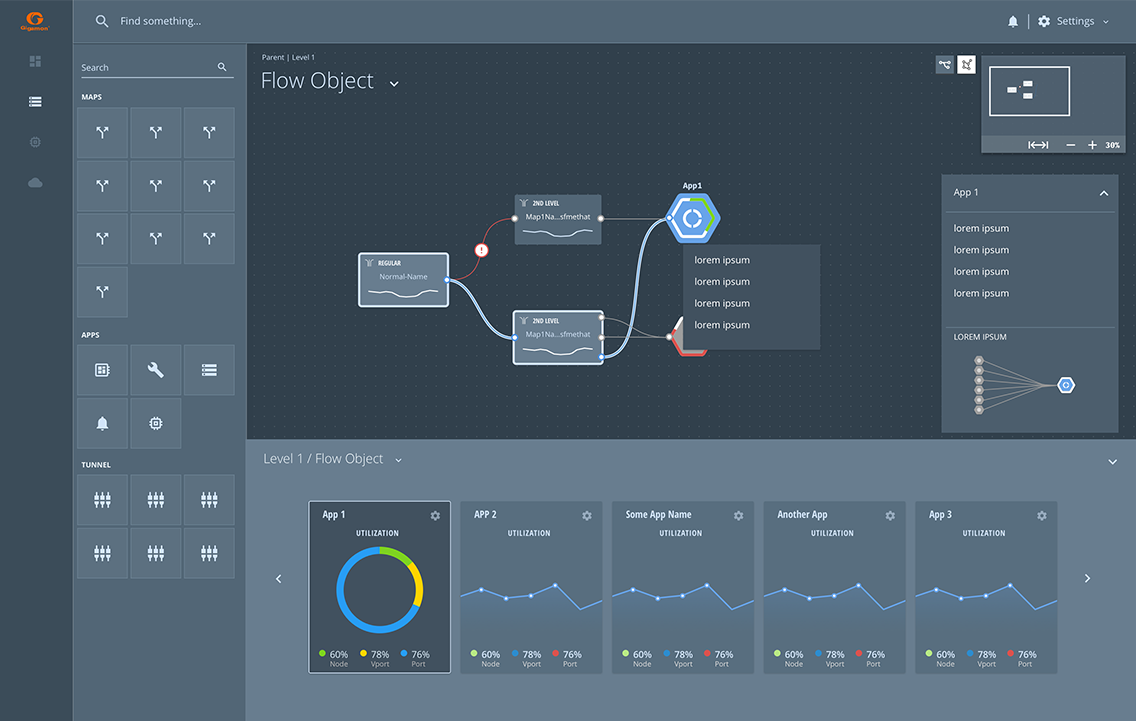 Gigamon
Find something...
Settings
Search
MAPS
APPS
TUNNEL
Parent | Level 1
Flow Object
30%
REGULAR
Normal-Name
2ND LEVEL
Map1Na...sfmethat
2ND LEVEL
Map1Na...sfmethat
App1
lorem ipsum
lorem ipsum
lorem ipsum
lorem ipsum
App 1
lorem ipsum
lorem ipsum
lorem ipsum
lorem ipsum
LOREM IPSUM
Level 1 / Flow Object
App 1
UTILIZATION
60% 78% 76%
Node Vport Port
APP 2
UTILIZATION
60% 78% 76%
Node Vport Port
Some App Name
UTILIZATION
60% 78% 76%
Node Vport Port
Another App
UTILIZATION
60% 78% 76%
Node Vport Port
App 3
UTILIZATION
60% 78% 76%
Node Vport Port